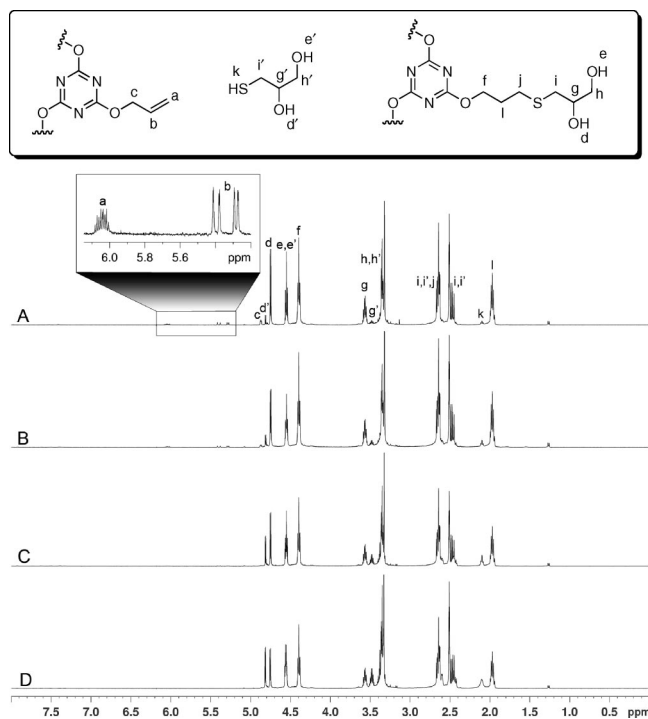 O
N
N
N
O
O
c
a
b
k
HS
i'
g'
OH
e'
h'
OH
d'
O
N
N
N
O
O
f
l
j
S
i
g
OH
e
h
OH
d
a
b
6.0 5.8 5.6 ppm
d e,e' f
h,h'
g
i,i',j i,i' l
c d' g' k
A
B
C
D
7.5 7.0 6.5 6.0 5.5 5.0 4.5 4.0 3.5 3.0 2.5 2.0 1.5 1.0 0.5 0.0 ppm